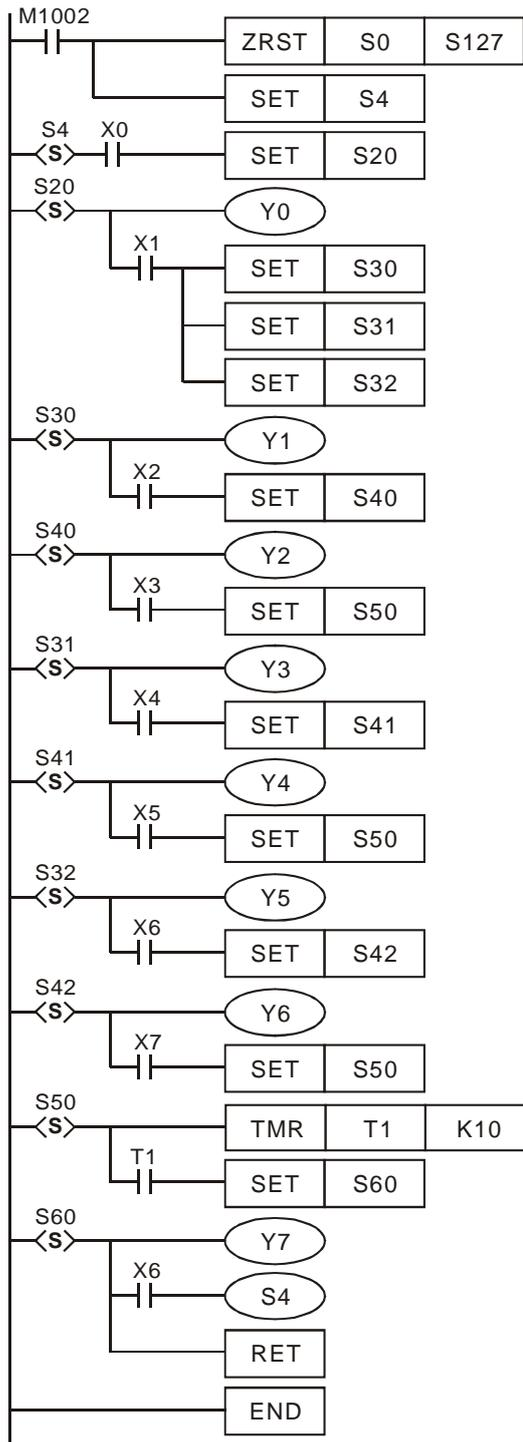 M1002
ZRST S0 S127
SET S4
S4 X0
S SET S20
S20
S Y0
X1
SET S30
SET S31
SET S32
S30
S Y1
X2
SET S40
S40
S Y2
X3
SET S50
S31
S Y3
X4
SET S41
S41
S Y4
X5
SET S50
S32
S Y5
X6
SET S42
S42
S Y6
X7
SET S50
S50
S TMR T1 K10
T1
SET S60
S60
S Y7
X6
S4
RET
END